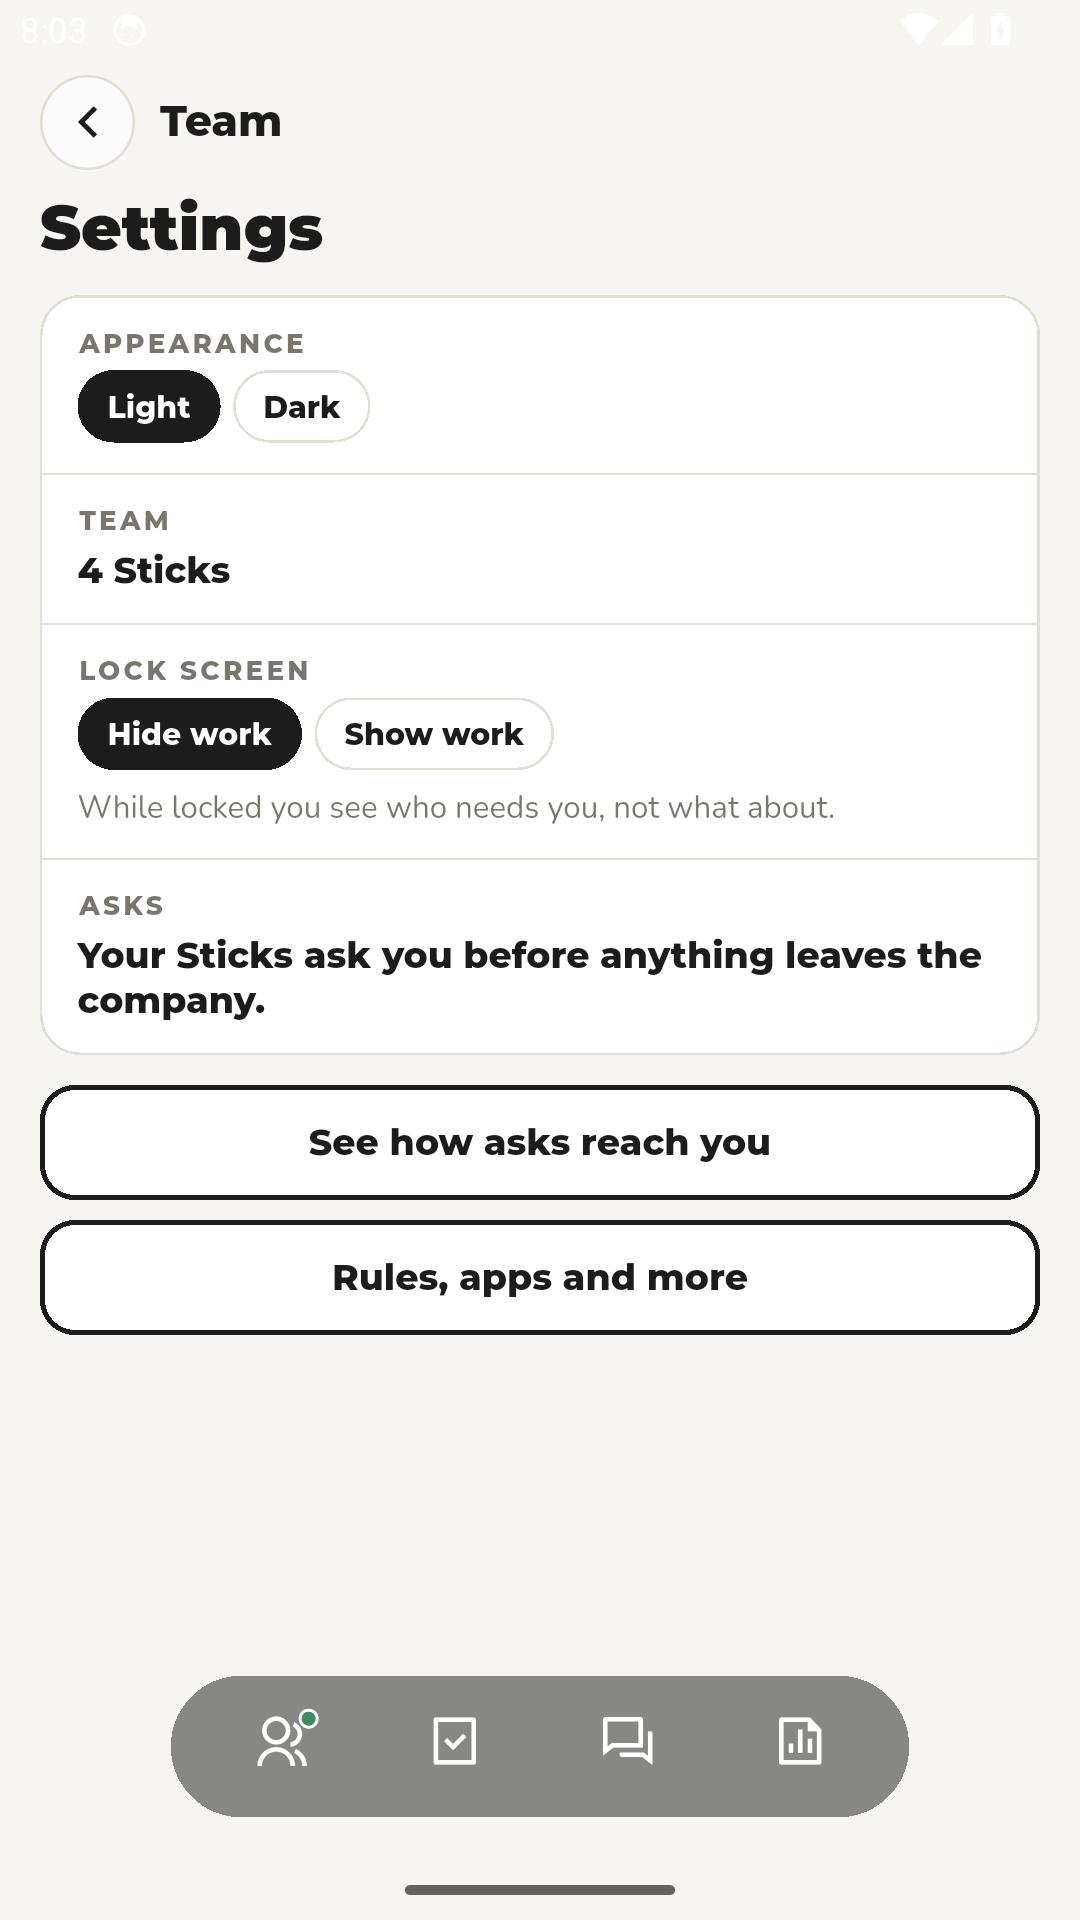 8:03
Team
Settings
APPEARANCE
Light
Dark
TEAM
4 Sticks
LOCK SCREEN
Hide work
Show work
While locked you see who needs you, not what about.
ASKS
Your Sticks ask you before anything leaves the
company.
See how asks reach you
Rules, apps and more